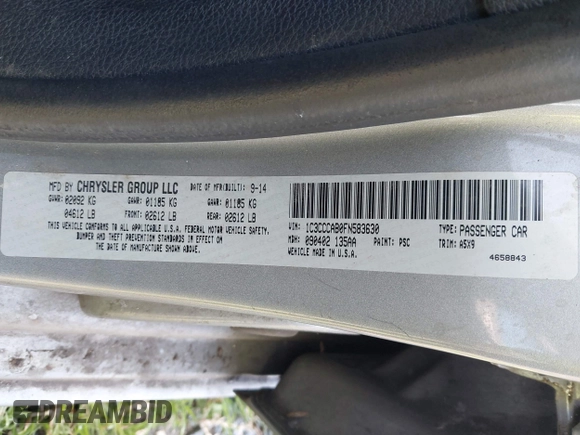 MFD BY CHRYSLER GROUP LLC DATE OF MFR(BUILT): 9-14
GVWR: 02092 KG GAWR: 01185 KG GAWR: 01185 KG
04612 LB FRONT: 02612 LB REAR: 02612 LB
THIS VEHICLE CONFORMS TO ALL APPLICABLE U.S.A. FEDERAL MOTOR VEHICLE SAFETY,
BUMPER AND THEFT PREVENTION STANDARDS IN EFFECT ON
THE DATE OF MANUFACTURE SHOWN ABOVE.
VIN: 1C3CCCAB0FN583630 TYPE: PASSENGER CAR
MDH: 090402 135AA PAINT: PSC TRIM: A5X9
VEHICLE MADE IN U.S.A.
4658843
DREAMBID